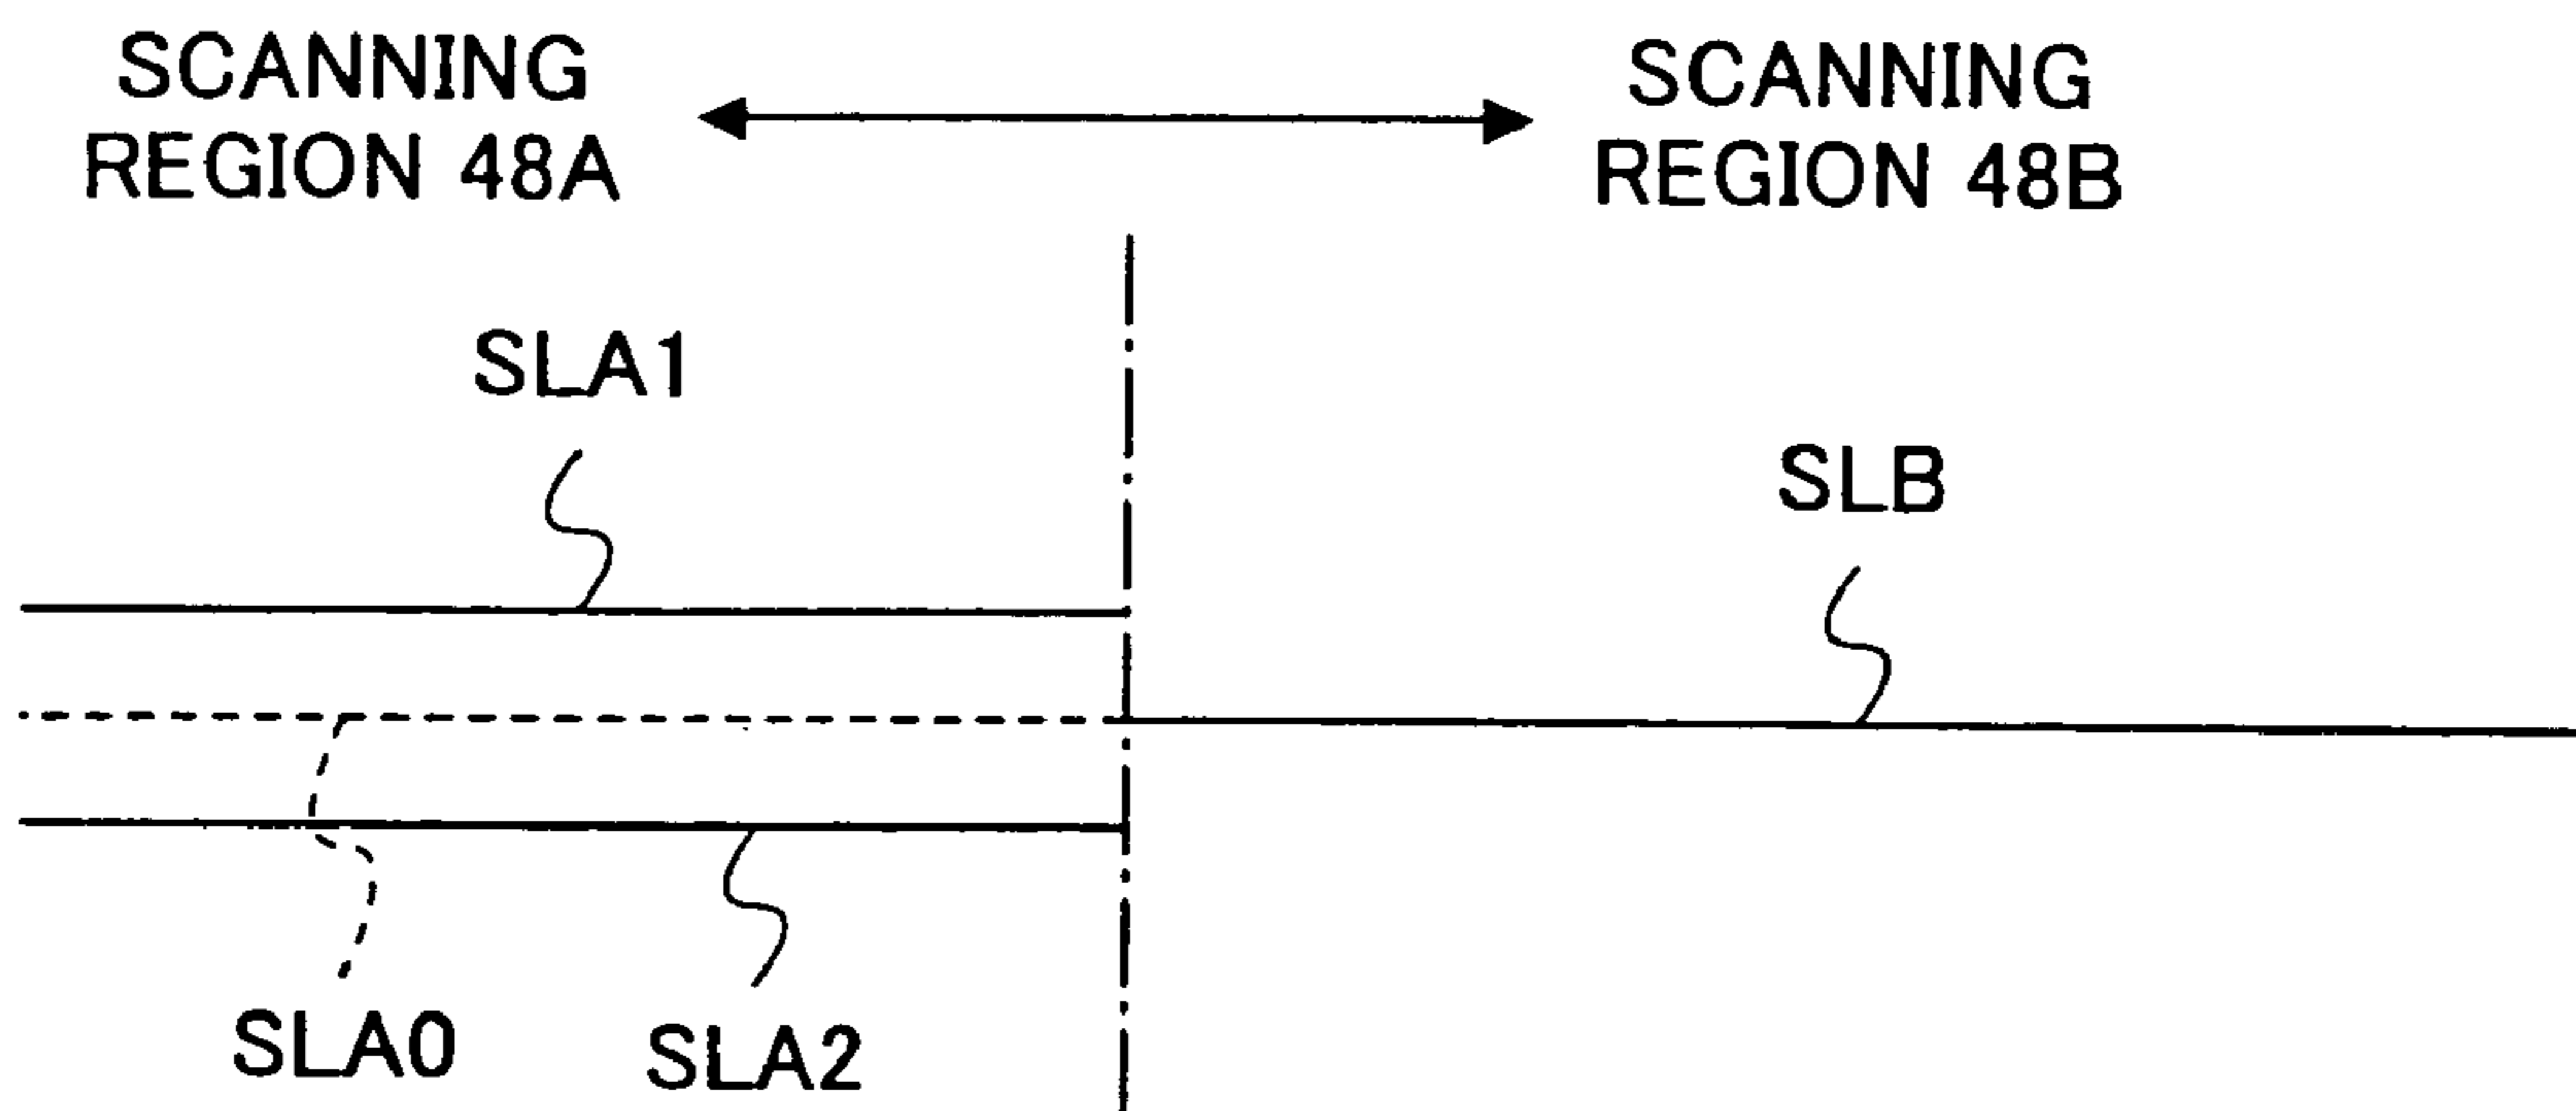 SCANNING
REGION 48A
SCANNING
REGION 48B
SLA1
SLB
SLA0
SLA2